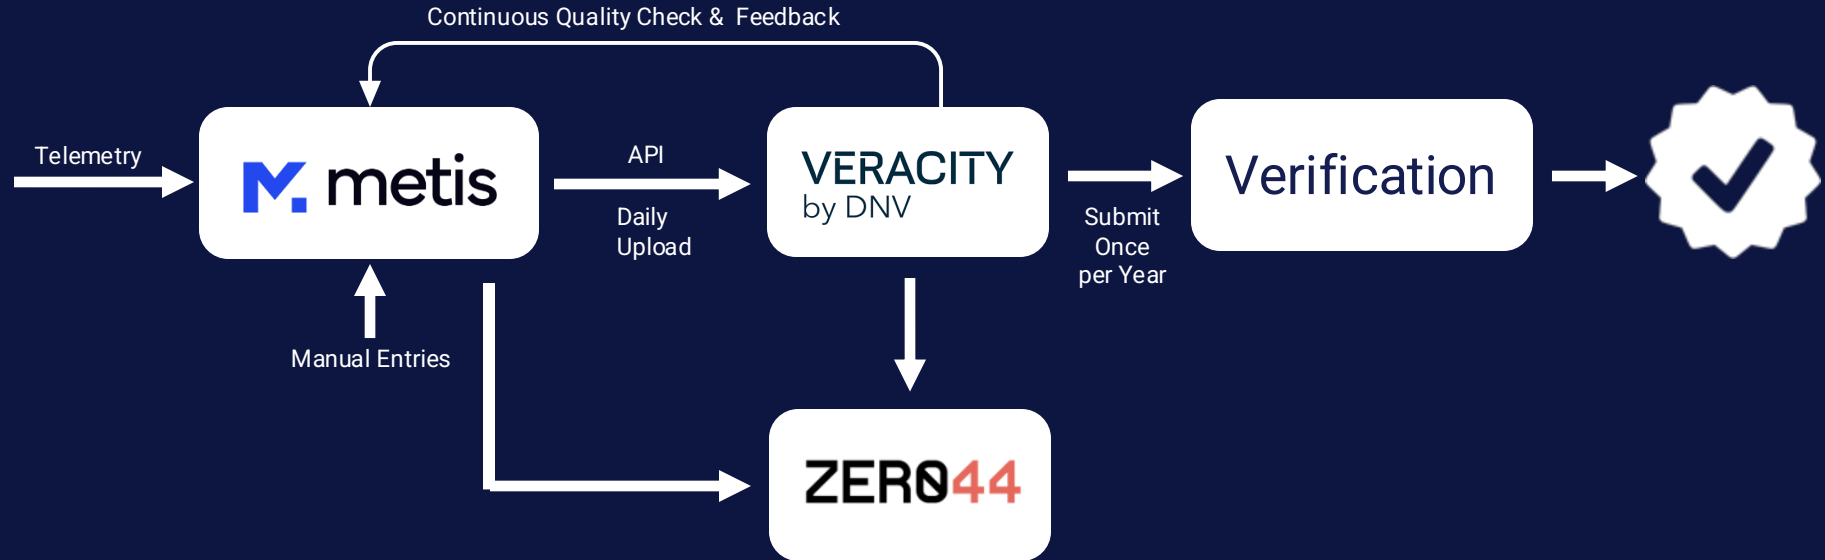 Continuous Quality Check & Feedback
Telemetry
metis
API
Daily
Upload
VERACITY
by DNV
Submit
Once
per Year
Verification
Manual Entries
ZERO44